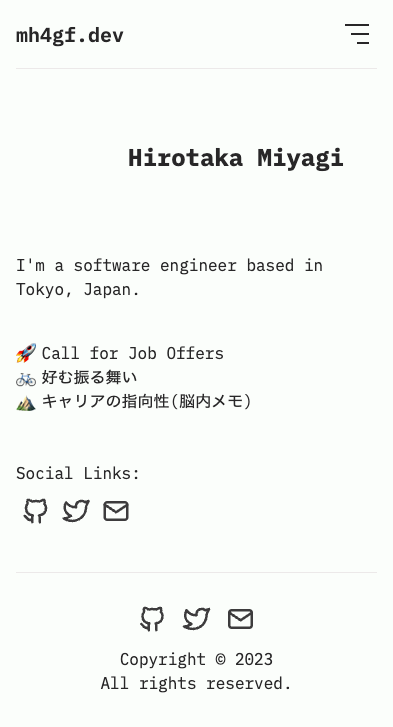 mh4gf.dev
Hirotaka Miyagi
I'm a software engineer based in
Tokyo, Japan.
🚀 Call for Job Offers
🚲 好む振る舞い
⛰️ キャリアの指向性(脳内メモ)
Social Links:
Copyright © 2023
All rights reserved.